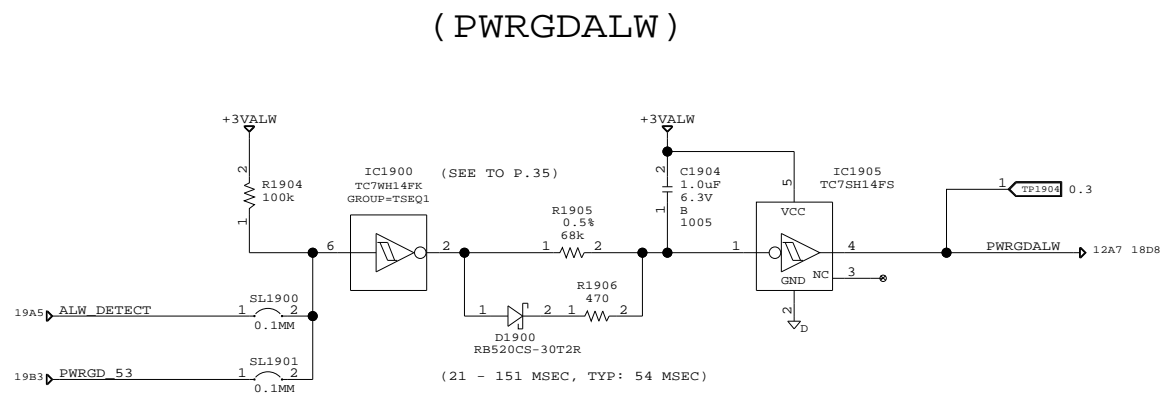 (PWRGDALW)
+3VALW
2
R1904
100k
1
IC1900
TC7WH14FK
GROUP=TSEQ1
(SEE TO P.35)
6
2
R1905
0.5%
68k
1
2
+3VALW
2
C1904
1.0uF
6.3V
B
1005
1
IC1905
TC7SH14FS
5
VCC
1
4
NC
3
GND
2
D
1
TP1904
0.3
PWRGDALW
12A7 18D8
R1906
470
1
2
1
2
D1900
RB520CS-30T2R
19A5
ALW_DETECT
SL1900
1
2
0.1MM
19B3
PWRGD_53
SL1901
1
2
0.1MM
(21 - 151 MSEC, TYP: 54 MSEC)